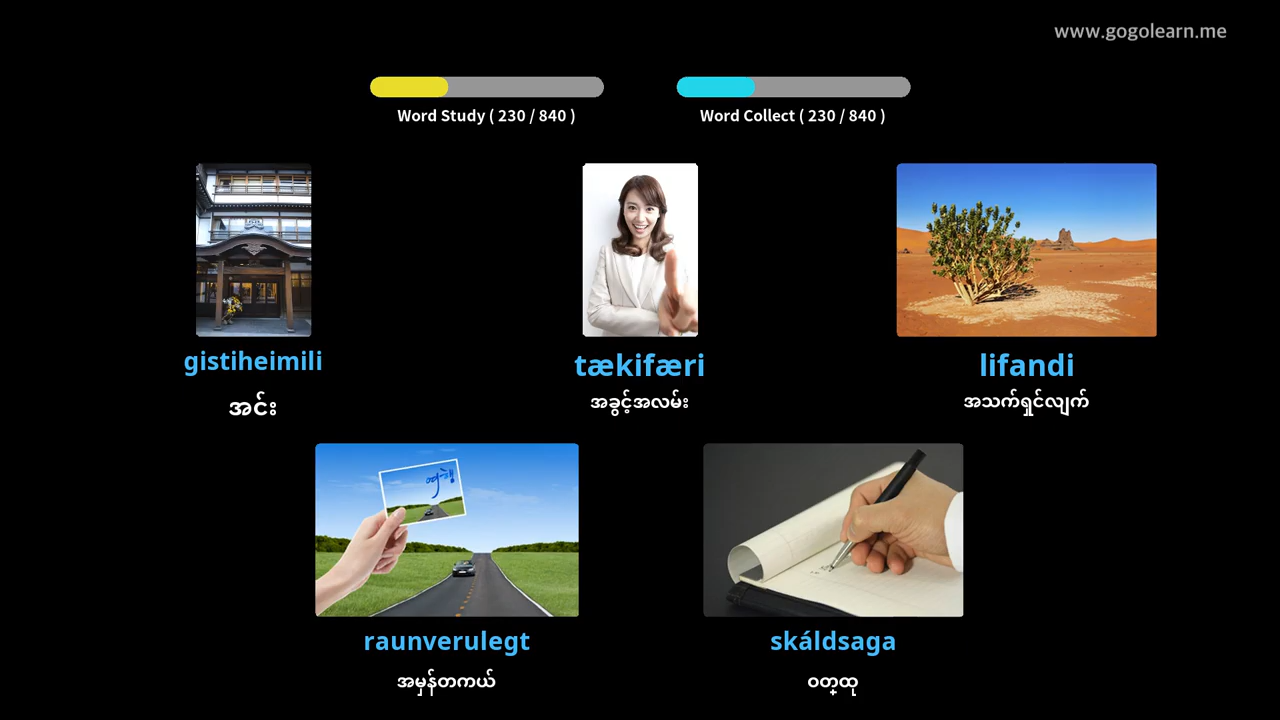 www.gogolearn.me
Word Study ( 230 / 840 )
Word Collect ( 230 / 840 )
gistiheimili
အင်း
tækifæri
အခွင့်အလမ်း
lifandi
အသက်ရှင်လျက်
여행
raunverulegt
အမှန်တကယ်
skáldsaga
ဝတ္ထု